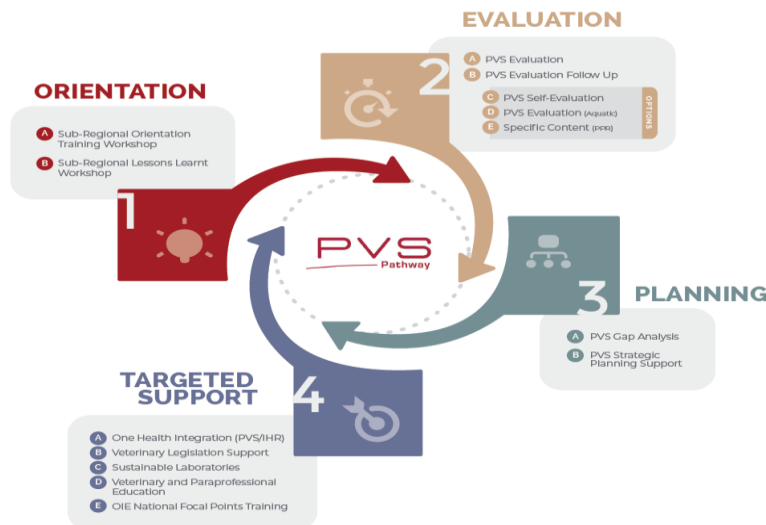 ORIENTATION
A Sub-Regional Orientation
Training Workshop
B Sub-Regional Lessons Learnt
Workshop
1
EVALUATION
2
A PVS Evaluation
B PVS Evaluation Follow Up
C PVS Self-Evaluation
D PVS Evaluation (Aquatic)
E Specific Content (PPR)
OPTIONS
PVS
Pathway
3
PLANNING
A PVS Gap Analysis
B PVS Strategic
Planning Support
TARGETED
SUPPORT
4
A One Health Integration (PVS/IHR)
B Veterinary Legislation Support
C Sustainable Laboratories
D Veterinary and Paraprofessional
Education
E OIE National Focal Points Training